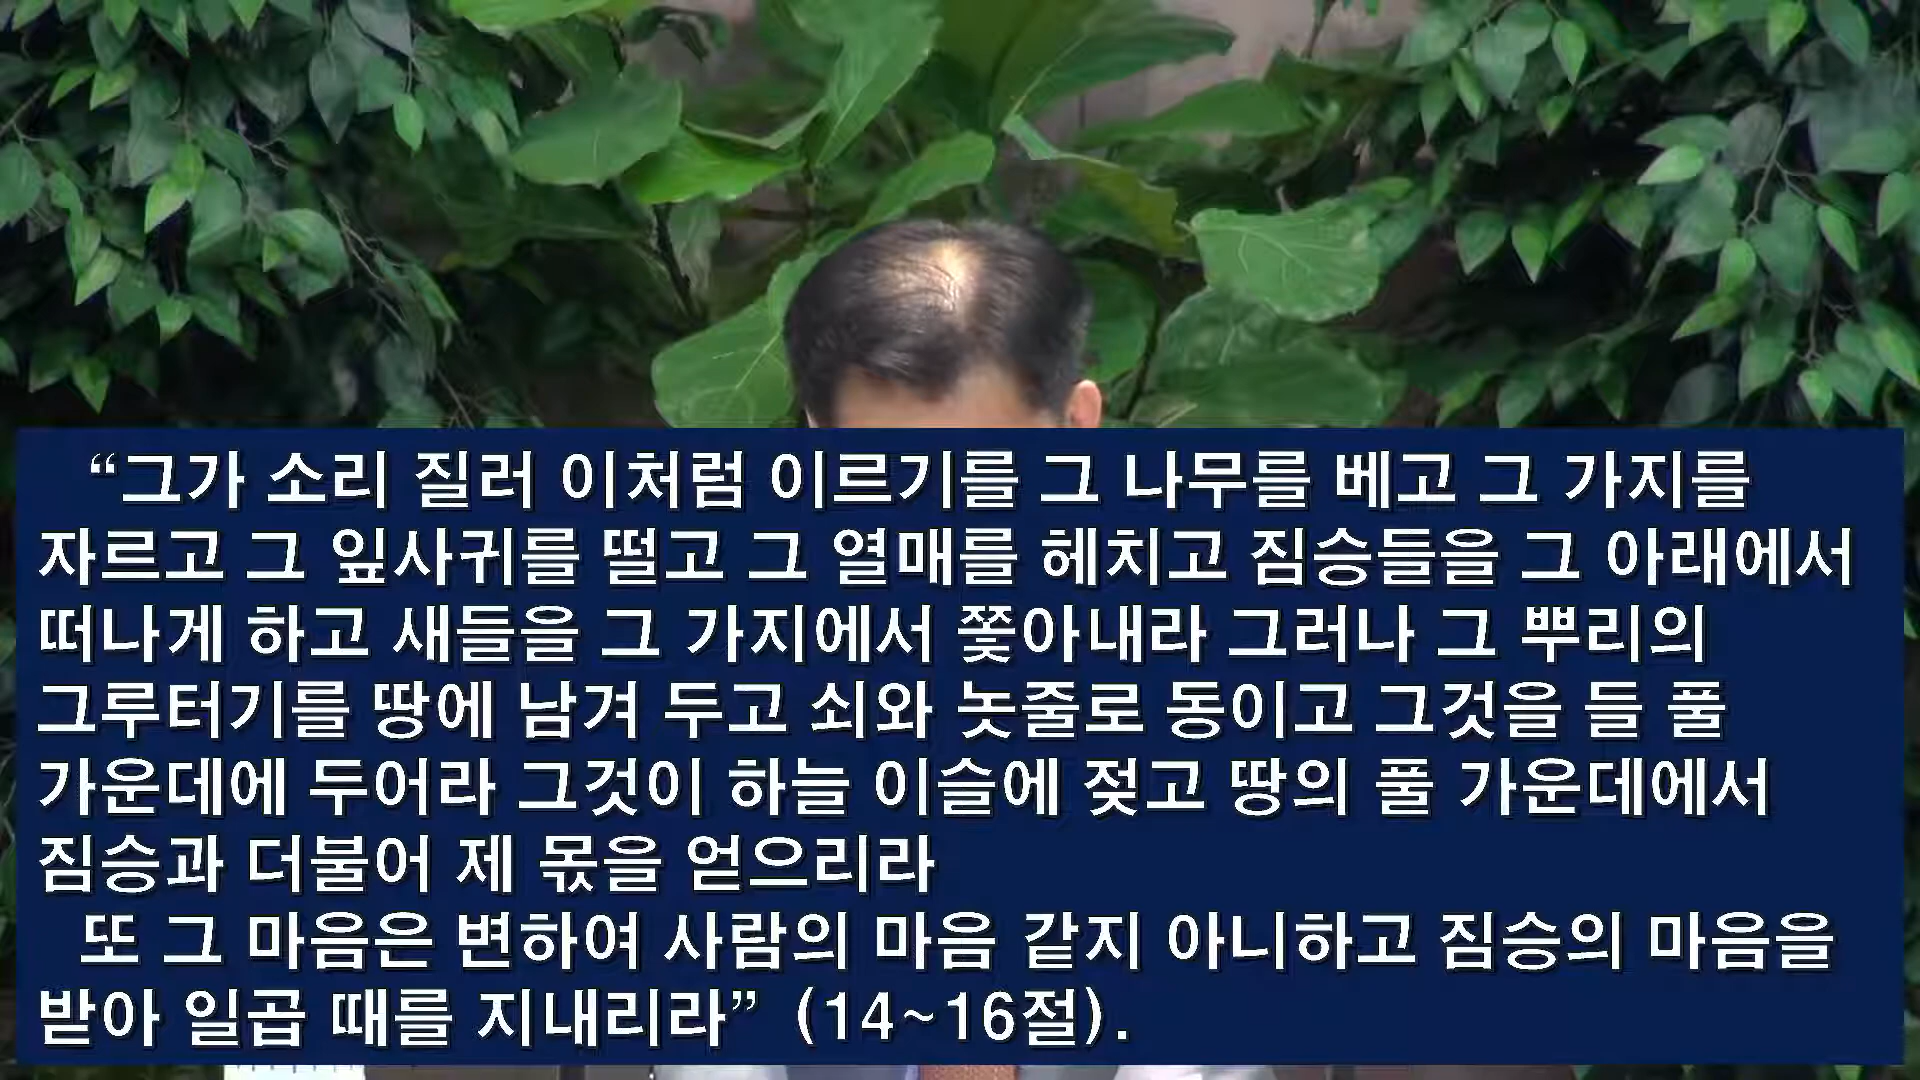 “그가 소리 질러 이처럼 이르기를 그 나무를 베고 그 가지를
자르고 그 잎사귀를 떨고 그 열매를 헤치고 짐승들을 그 아래에서
떠나게 하고 새들을 그 가지에서 쫓아내라 그러나 그 뿌리의
그루터기를 땅에 남겨 두고 쇠와 놋줄로 동이고 그것을 들 풀
가운데에 두어라 그것이 하늘 이슬에 젖고 땅의 풀 가운데에서
짐승과 더불어 제 몫을 얻으리라
또 그 마음은 변하여 사람의 마음 같지 아니하고 짐승의 마음을
받아 일곱 때를 지내리라” (14~16절).